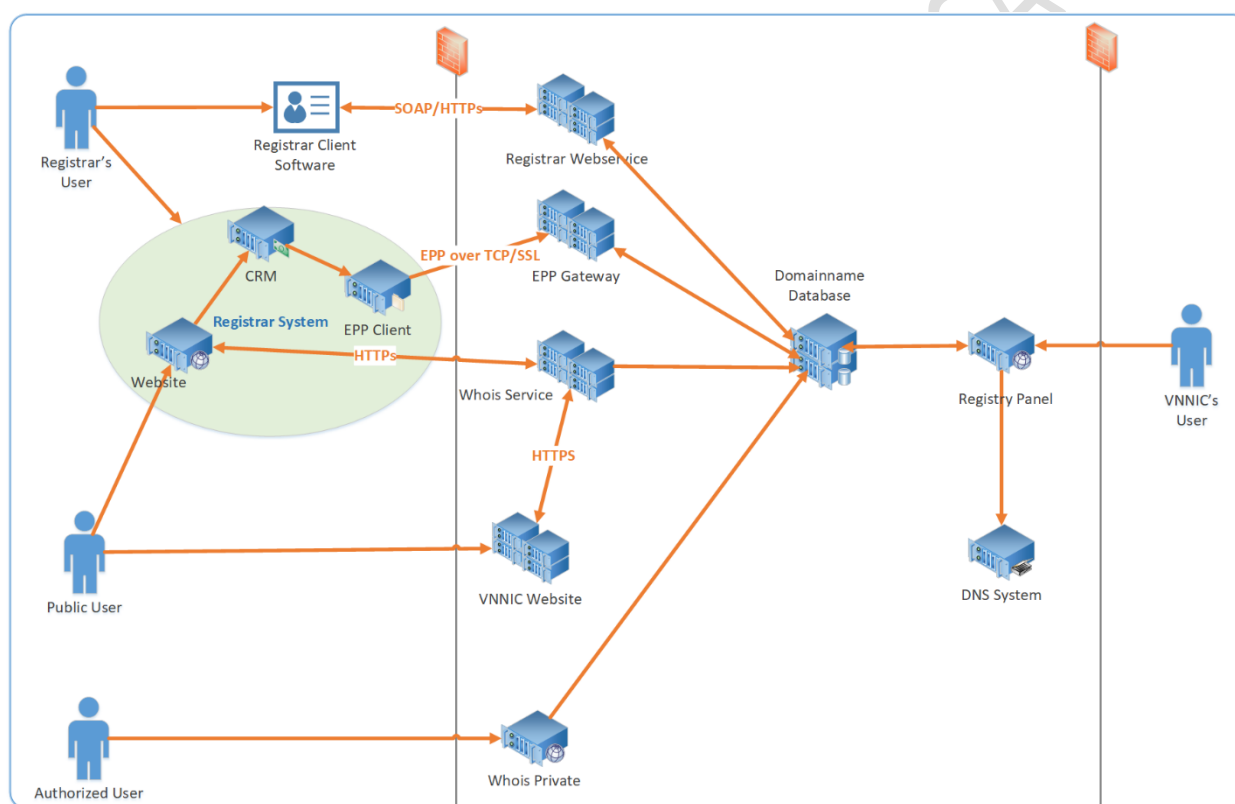 SOAP/HTTPs
Registrar's
User
Registrar Client
Software
Registrar Webservice
CRM
EPP over TCP/SSL
EPP Gateway
Domainname
Database
Registrar System
EPP Client
HTTPs
Website
Whois Service
Registry Panel
VNNIC's
User
HTTPS
Public User
VNNIC Website
DNS System
Whois Private
Authorized User